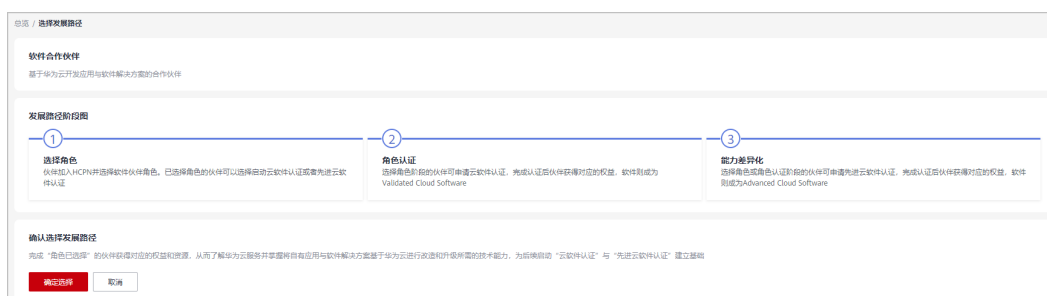 总览 / 选择发展路径
软件合作伙伴
基于华为云开发应用与软件解决方案的合作伙伴
发展路径阶段图
1
2
3
选择角色
伙伴加入HCPN并选择软件伙伴角色。已选择角色的伙伴可以选择启动云软件认证或者先进云软
件认证
角色认证
选择角色阶段的伙伴可申请云软件认证，完成认证后伙伴获得对应的权益，软件则成为
Validated Cloud Software
能力差异化
选择角色或角色认证阶段的伙伴可申请先进云软件认证，完成认证后伙伴获得对应的权益，软件
则成为Advanced Cloud Software
确认选择发展路径
完成“角色已选择”的伙伴获得对应的权益和资源，从而了解华为云服务并掌握将自有应用与软件解决方案基于华为云进行改造和升级所需的技术能力，为后续启动“云软件认证”与“先进云软件认证”建立基础
确定选择
取消